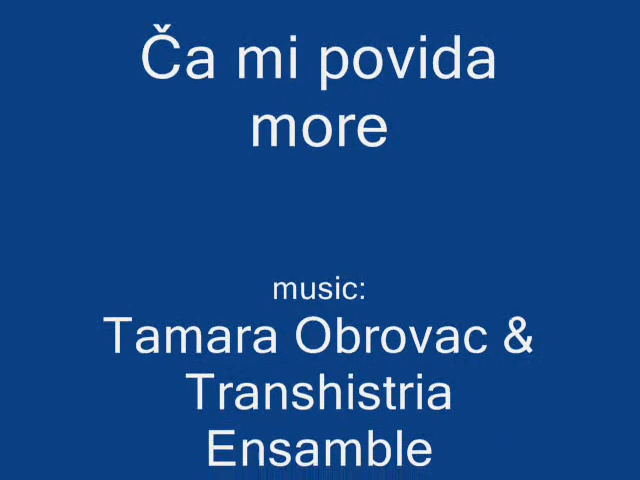 Ča mi povida
more
music:
Tamara Obrovac &
Transhistria
Ensamble